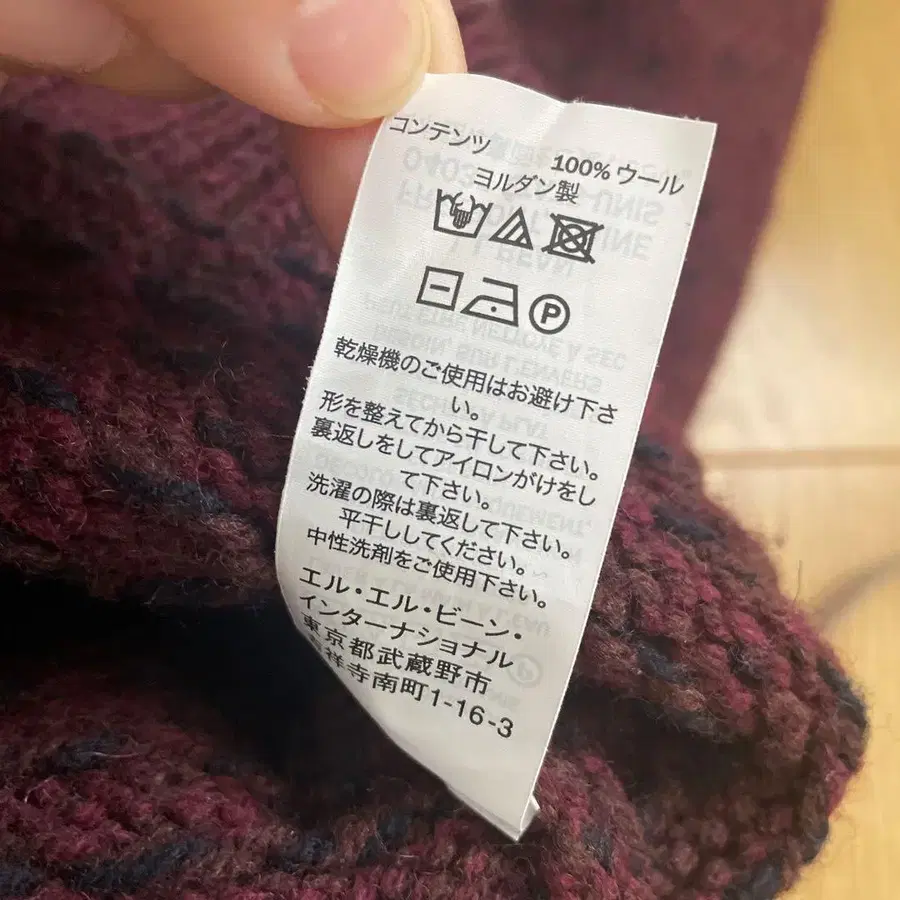 コンテンツ
100% ウール
ヨルダン製
P
乾燥機のご使用はお避け下さ
い。
形を整えてから干して下さい。
裏返しをしてアイロンがけをし
て下さい。
洗濯の際は裏返して下さい。
平干ししてください。
中性洗剤をご使用下さい。
エル・エル・ビーン・
インターナショナル
東京都武蔵野市
祥寺南町1-16-3